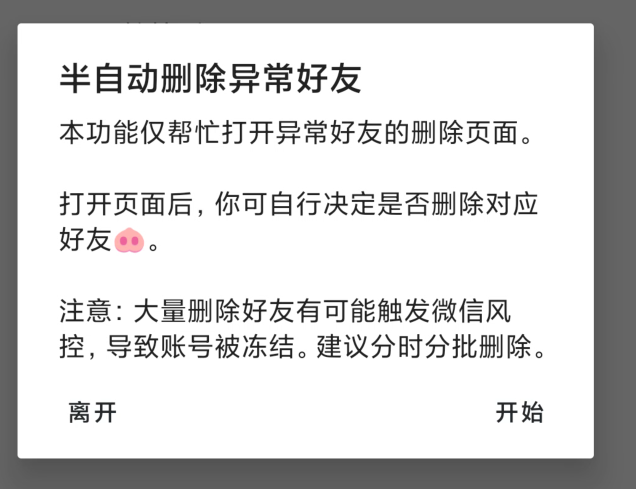 半自动删除异常好友
本功能仅帮忙打开异常好友的删除页面。
打开页面后，你可自行决定是否删除对应
好友🐽。
注意：大量删除好友有可能触发微信风
控，导致账号被冻结。建议分时分批删除。
离开
开始